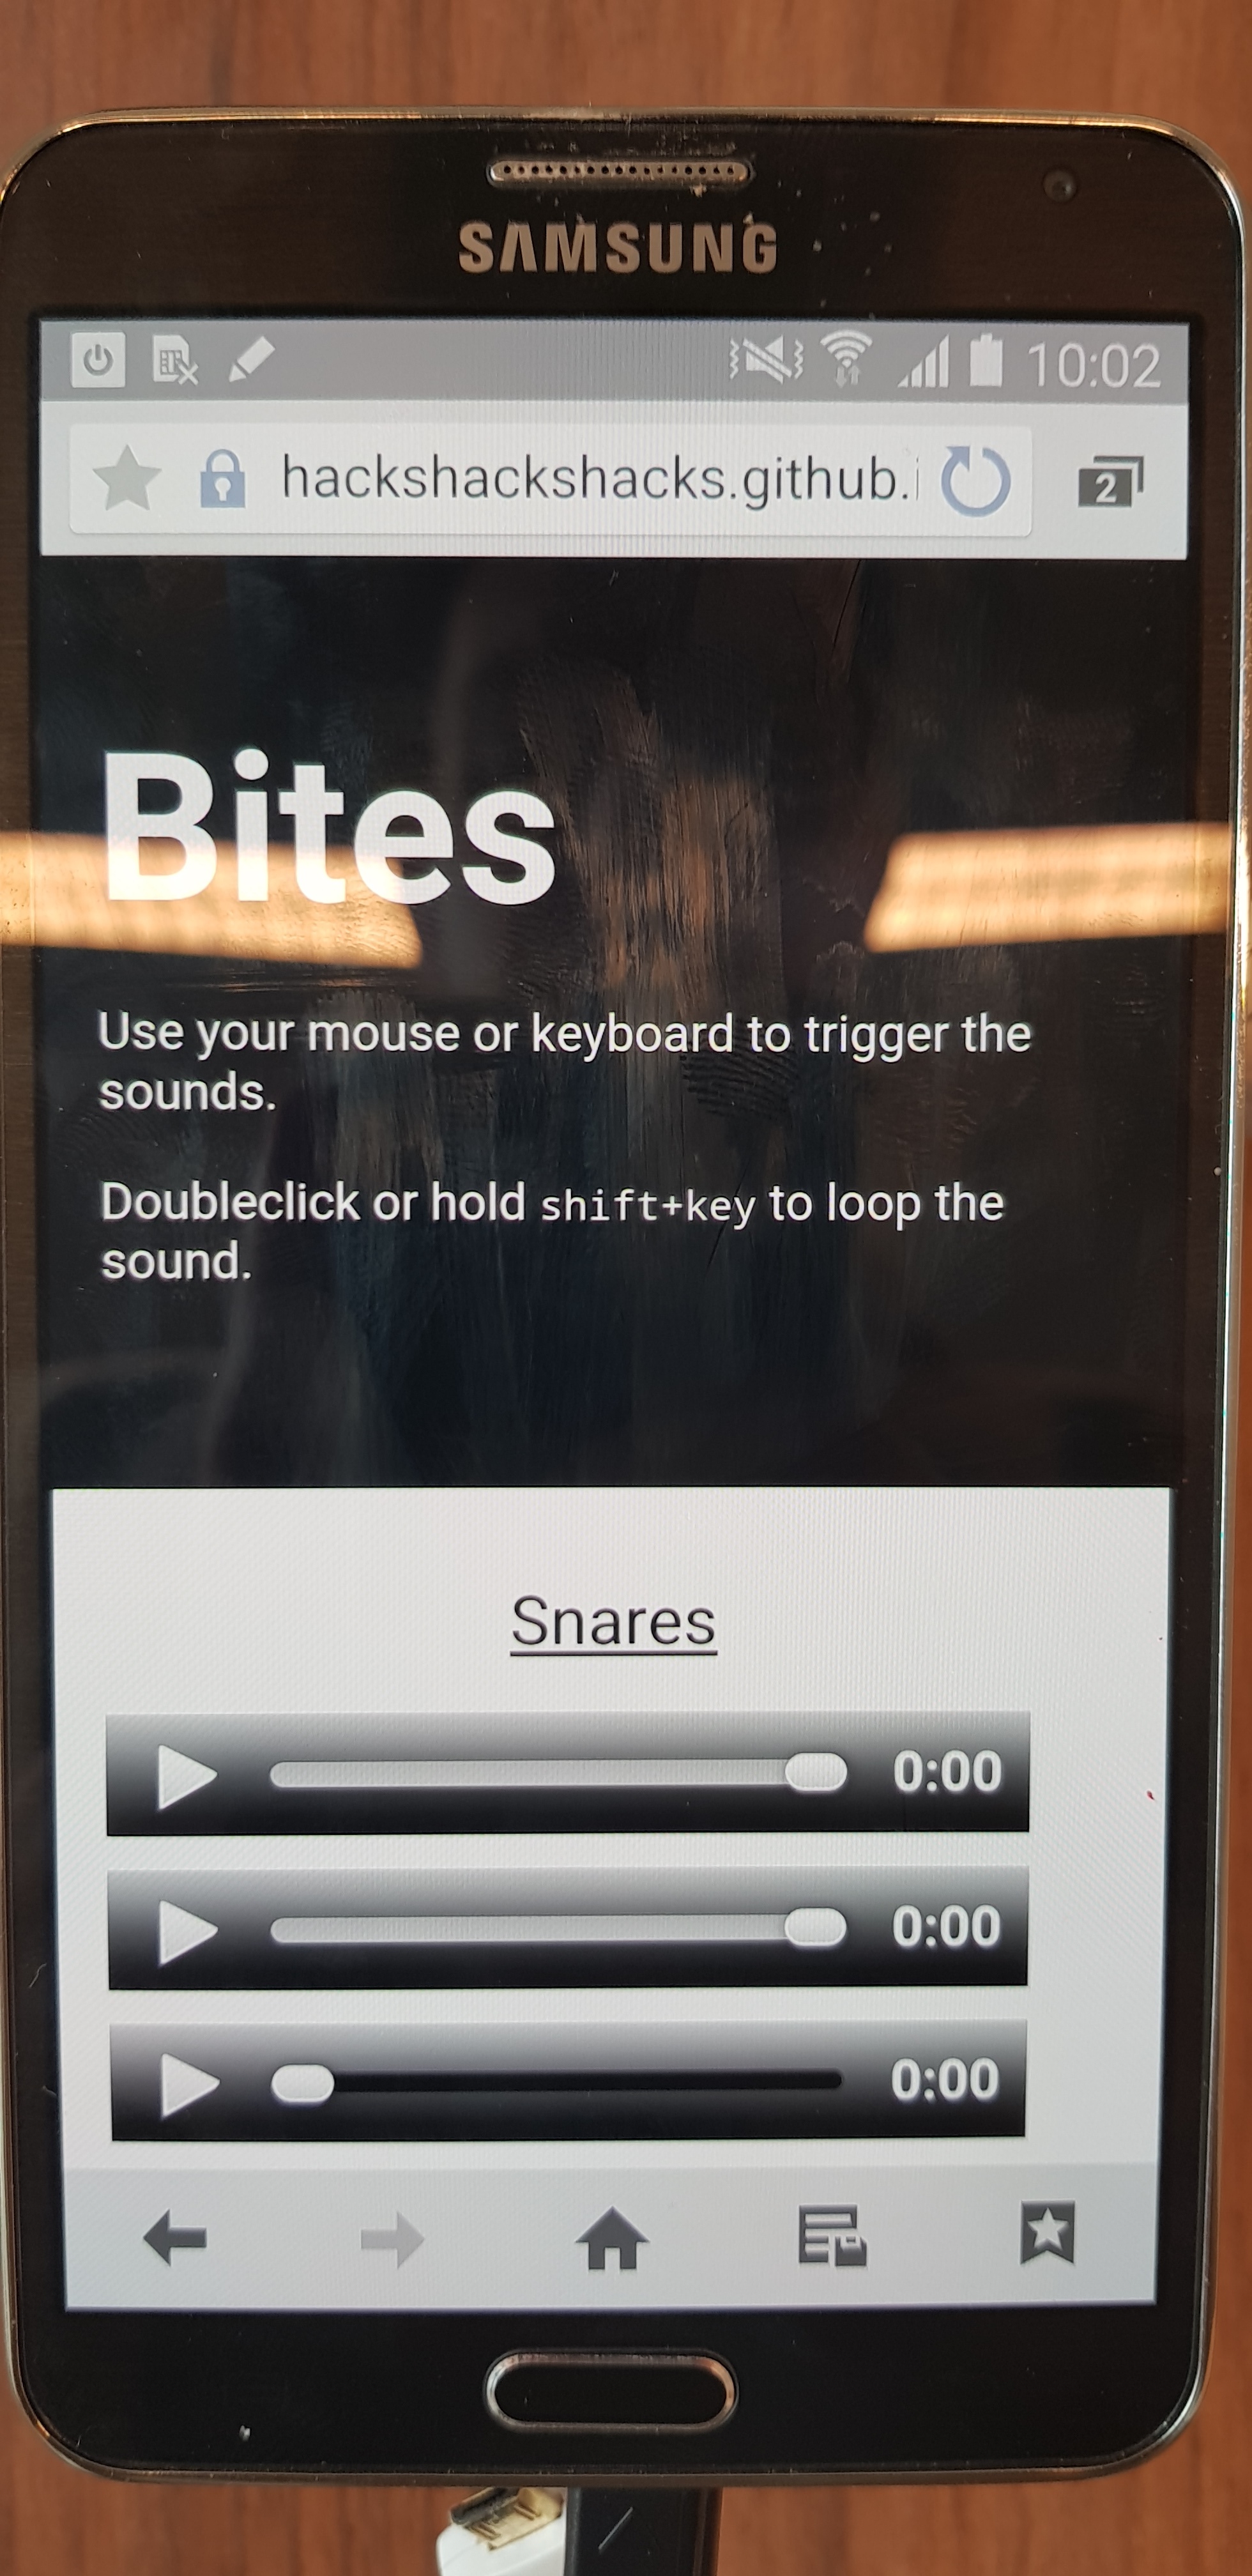 SAMSUNG
10:02
hackshackshacks.github.i
2
Bites
Use your mouse or keyboard to trigger the
sounds.
Doubleclick or hold shift+key to loop the
sound.
Snares
0:00
0:00
0:00